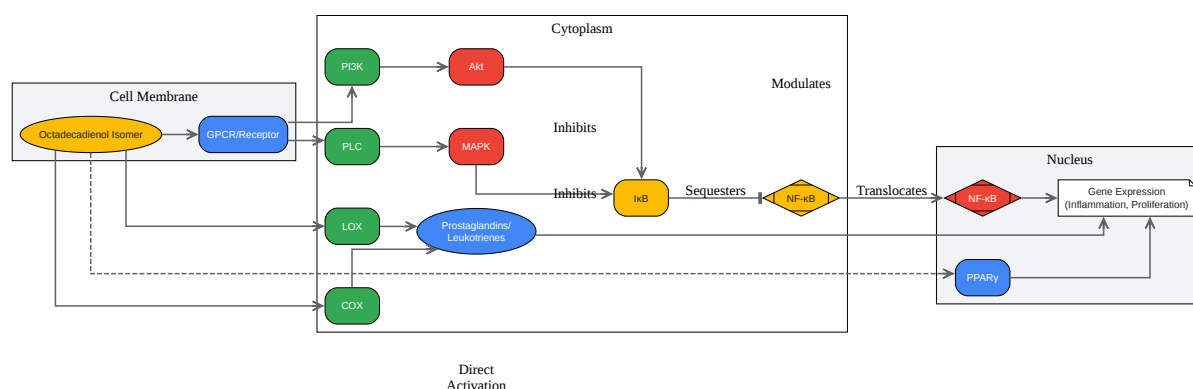 Cytoplasm
PI3K
Akt
Modulates
Cell Membrane
Octadecadienol Isomer
GPCR/Receptor
Inhibits
PLC
MAPK
Nucleus
Inhibits
IκB
Sequesters
NF-κB
Translocates
NF-κB
Gene Expression
(Inflammation, Proliferation)
LOX
Prostaglandins/
Leukotrienes
PPARγ
COX
Direct
Activation